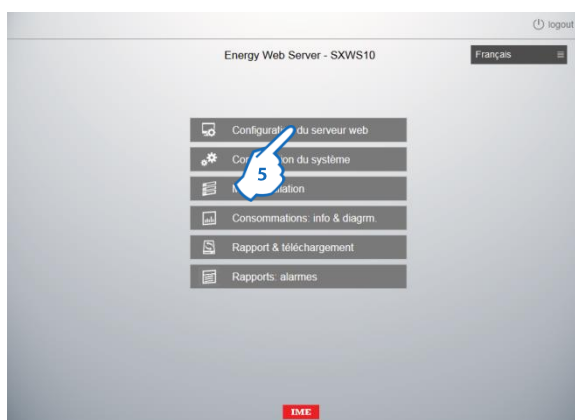 logout
Energy Web Server - SXWS10
Français
Configuration du serveur web
du système
5
Consommations: info & diagrm.
Rapport & téléchargement
Rapports: alarmes
IME